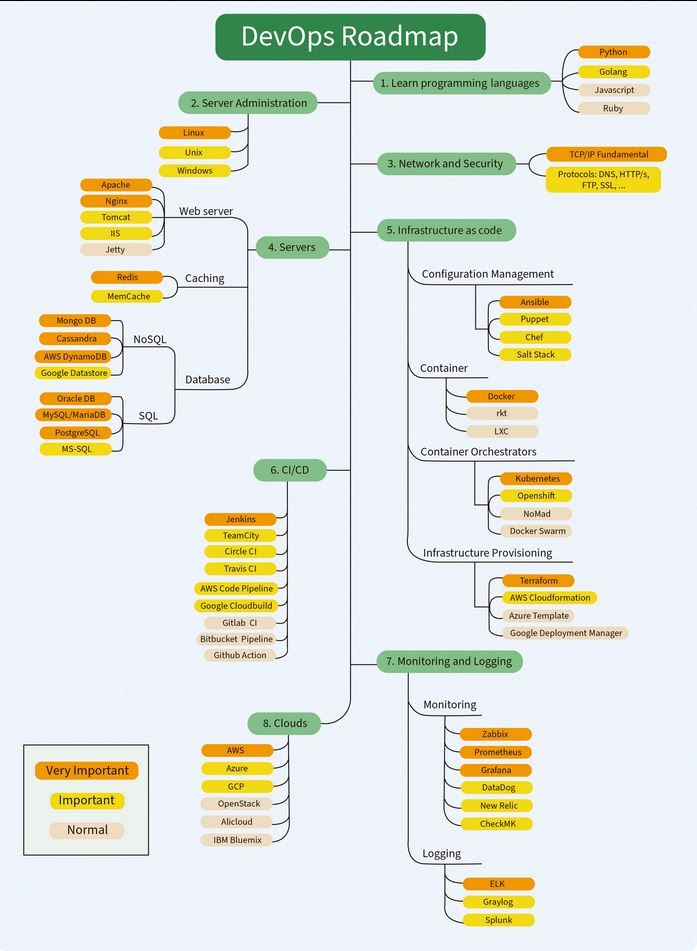 DevOps Roadmap
1. Learn programming languages
Python
Golang
Javascript
Ruby
2. Server Administration
Linux
Unix
Windows
3. Network and Security
TCP/IP Fundamental
Protocols: DNS, HTTP/s,
FTP, SSL, ...
4. Servers
Web server
Apache
Nginx
Tomcat
IIS
Jetty
Caching
Redis
MemCache
Database
NoSQL
Mongo DB
Cassandra
AWS DynamoDB
Google Datastore
SQL
Oracle DB
MySQL/MariaDB
PostgreSQL
MS-SQL
5. Infrastructure as code
Configuration Management
Ansible
Puppet
Chef
Salt Stack
Container
Docker
rkt
LXC
Container Orchestrators
Kubernetes
Openshift
NoMad
Docker Swarm
Infrastructure Provisioning
Terraform
AWS Cloudformation
Azure Template
Google Deployment Manager
6. CI/CD
Jenkins
TeamCity
Circle CI
Travis CI
AWS Code Pipeline
Google Cloudbuild
Gitlab CI
Bitbucket Pipeline
Github Action
7. Monitoring and Logging
Monitoring
Zabbix
Prometheus
Grafana
DataDog
New Relic
CheckMK
Logging
ELK
Graylog
Splunk
8. Clouds
AWS
Azure
GCP
OpenStack
Alicloud
IBM Bluemix
Very Important
Important
Normal